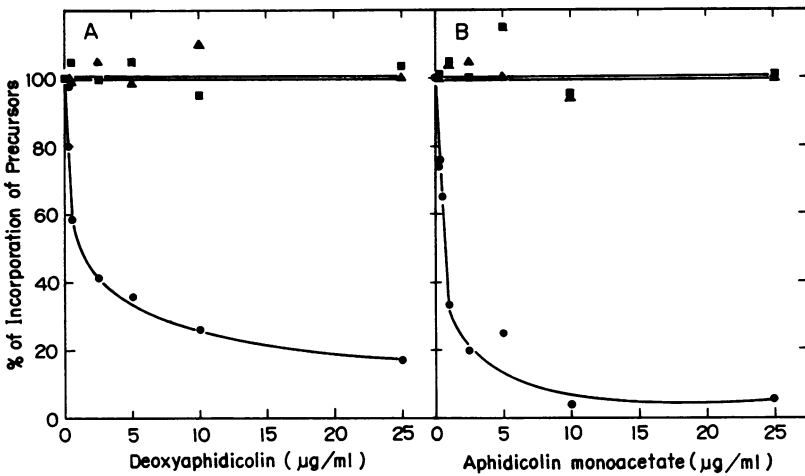 A
B
% of Incorporation of Precursors
100
80
60
40
20
0
0 5 10 15 20 25
0 5 10 15 20 25
Deoxyaphidicolin (μg/ml)
Aphidicolin monoacetate (μg/ml)